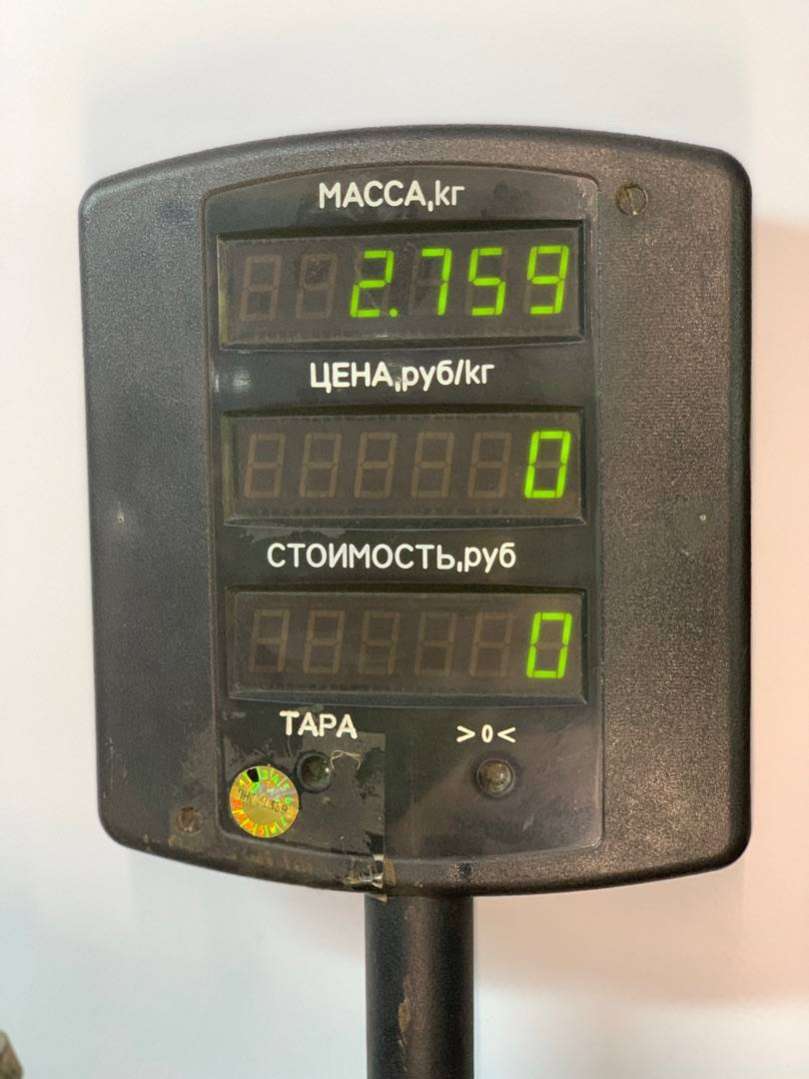 МАССА,кг
2.759
ЦЕНА,руб/кг
0
СТОИМОСТЬ,руб
0
ТАРА >0<